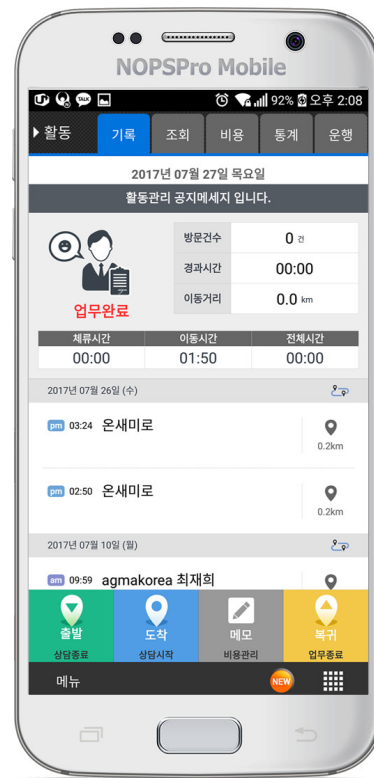 NOPSPro Mobile
TALK 92% 오후 2:08
활동 기록 조회 비용 통계 운행
2017년 07월 27일 목요일
활동관리 공지메세지 입니다.
방문건수 0 건
경과시간 00:00
이동거리 0.0 km
업무완료
체류시간 이동시간 전체시간
00:00 01:50 00:00
2017년 07월 26일 (수)
pm 03:24 온새미로
0.2km
pm 02:50 온새미로
0.2km
2017년 07월 10일 (월)
am 09:59 agmakorea 최재희
출발 도착 메모 복귀
상담종료 상담시작 비용관리 업무종료
메뉴 NEW